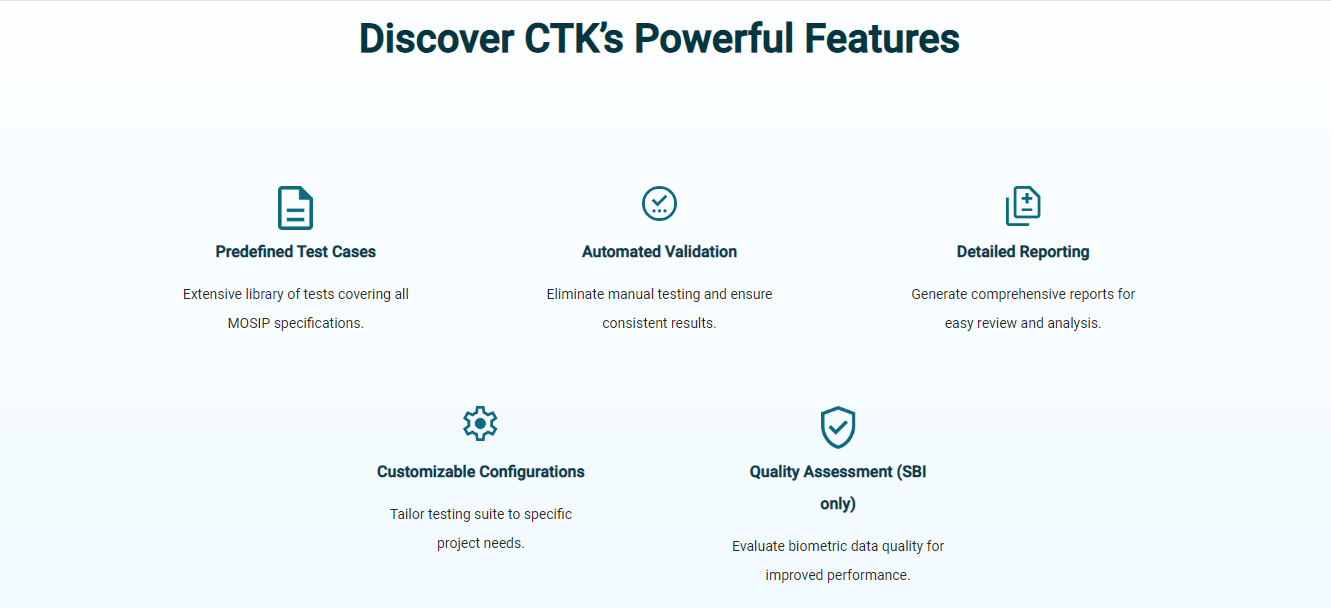 Discover CTK’s Powerful Features
Predefined Test Cases
Extensive library of tests covering all
MOSIP specifications.
Automated Validation
Eliminate manual testing and ensure
consistent results.
Detailed Reporting
Generate comprehensive reports for
easy review and analysis.
Customizable Configurations
Tailor testing suite to specific
project needs.
Quality Assessment (SBI
only)
Evaluate biometric data quality for
improved performance.